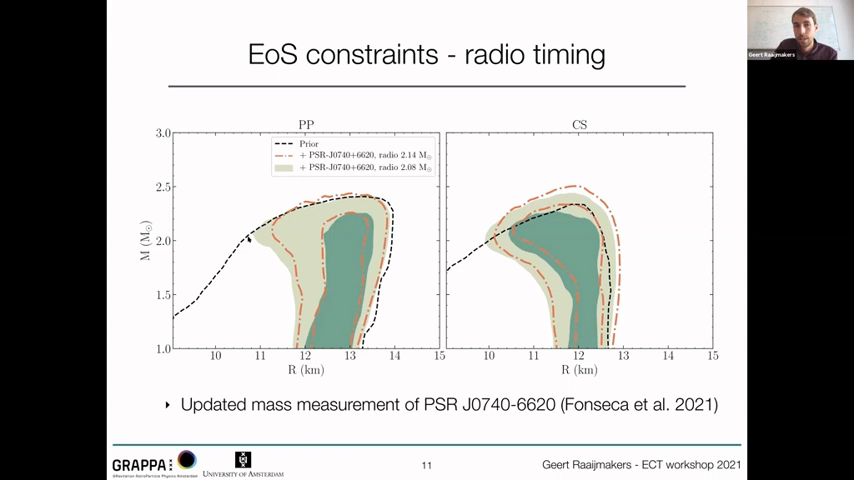 EoS constraints - radio timing
Geert Raaijmakers
PP
CS
Prior
+ PSR-J0740+6620, radio 2.14 M⊙
+ PSR-J0740+6620, radio 2.08 M⊙
3.0
2.5
2.0
1.5
1.0
M (M⊙)
10 11 12 13 14 15
10 11 12 13 14 15
R (km)
R (km)
‣ Updated mass measurement of PSR J0740-6620 (Fonseca et al. 2021)
GRAPPA
UNIVERSITY OF AMSTERDAM
11
Geert Raaijmakers - ECT workshop 2021